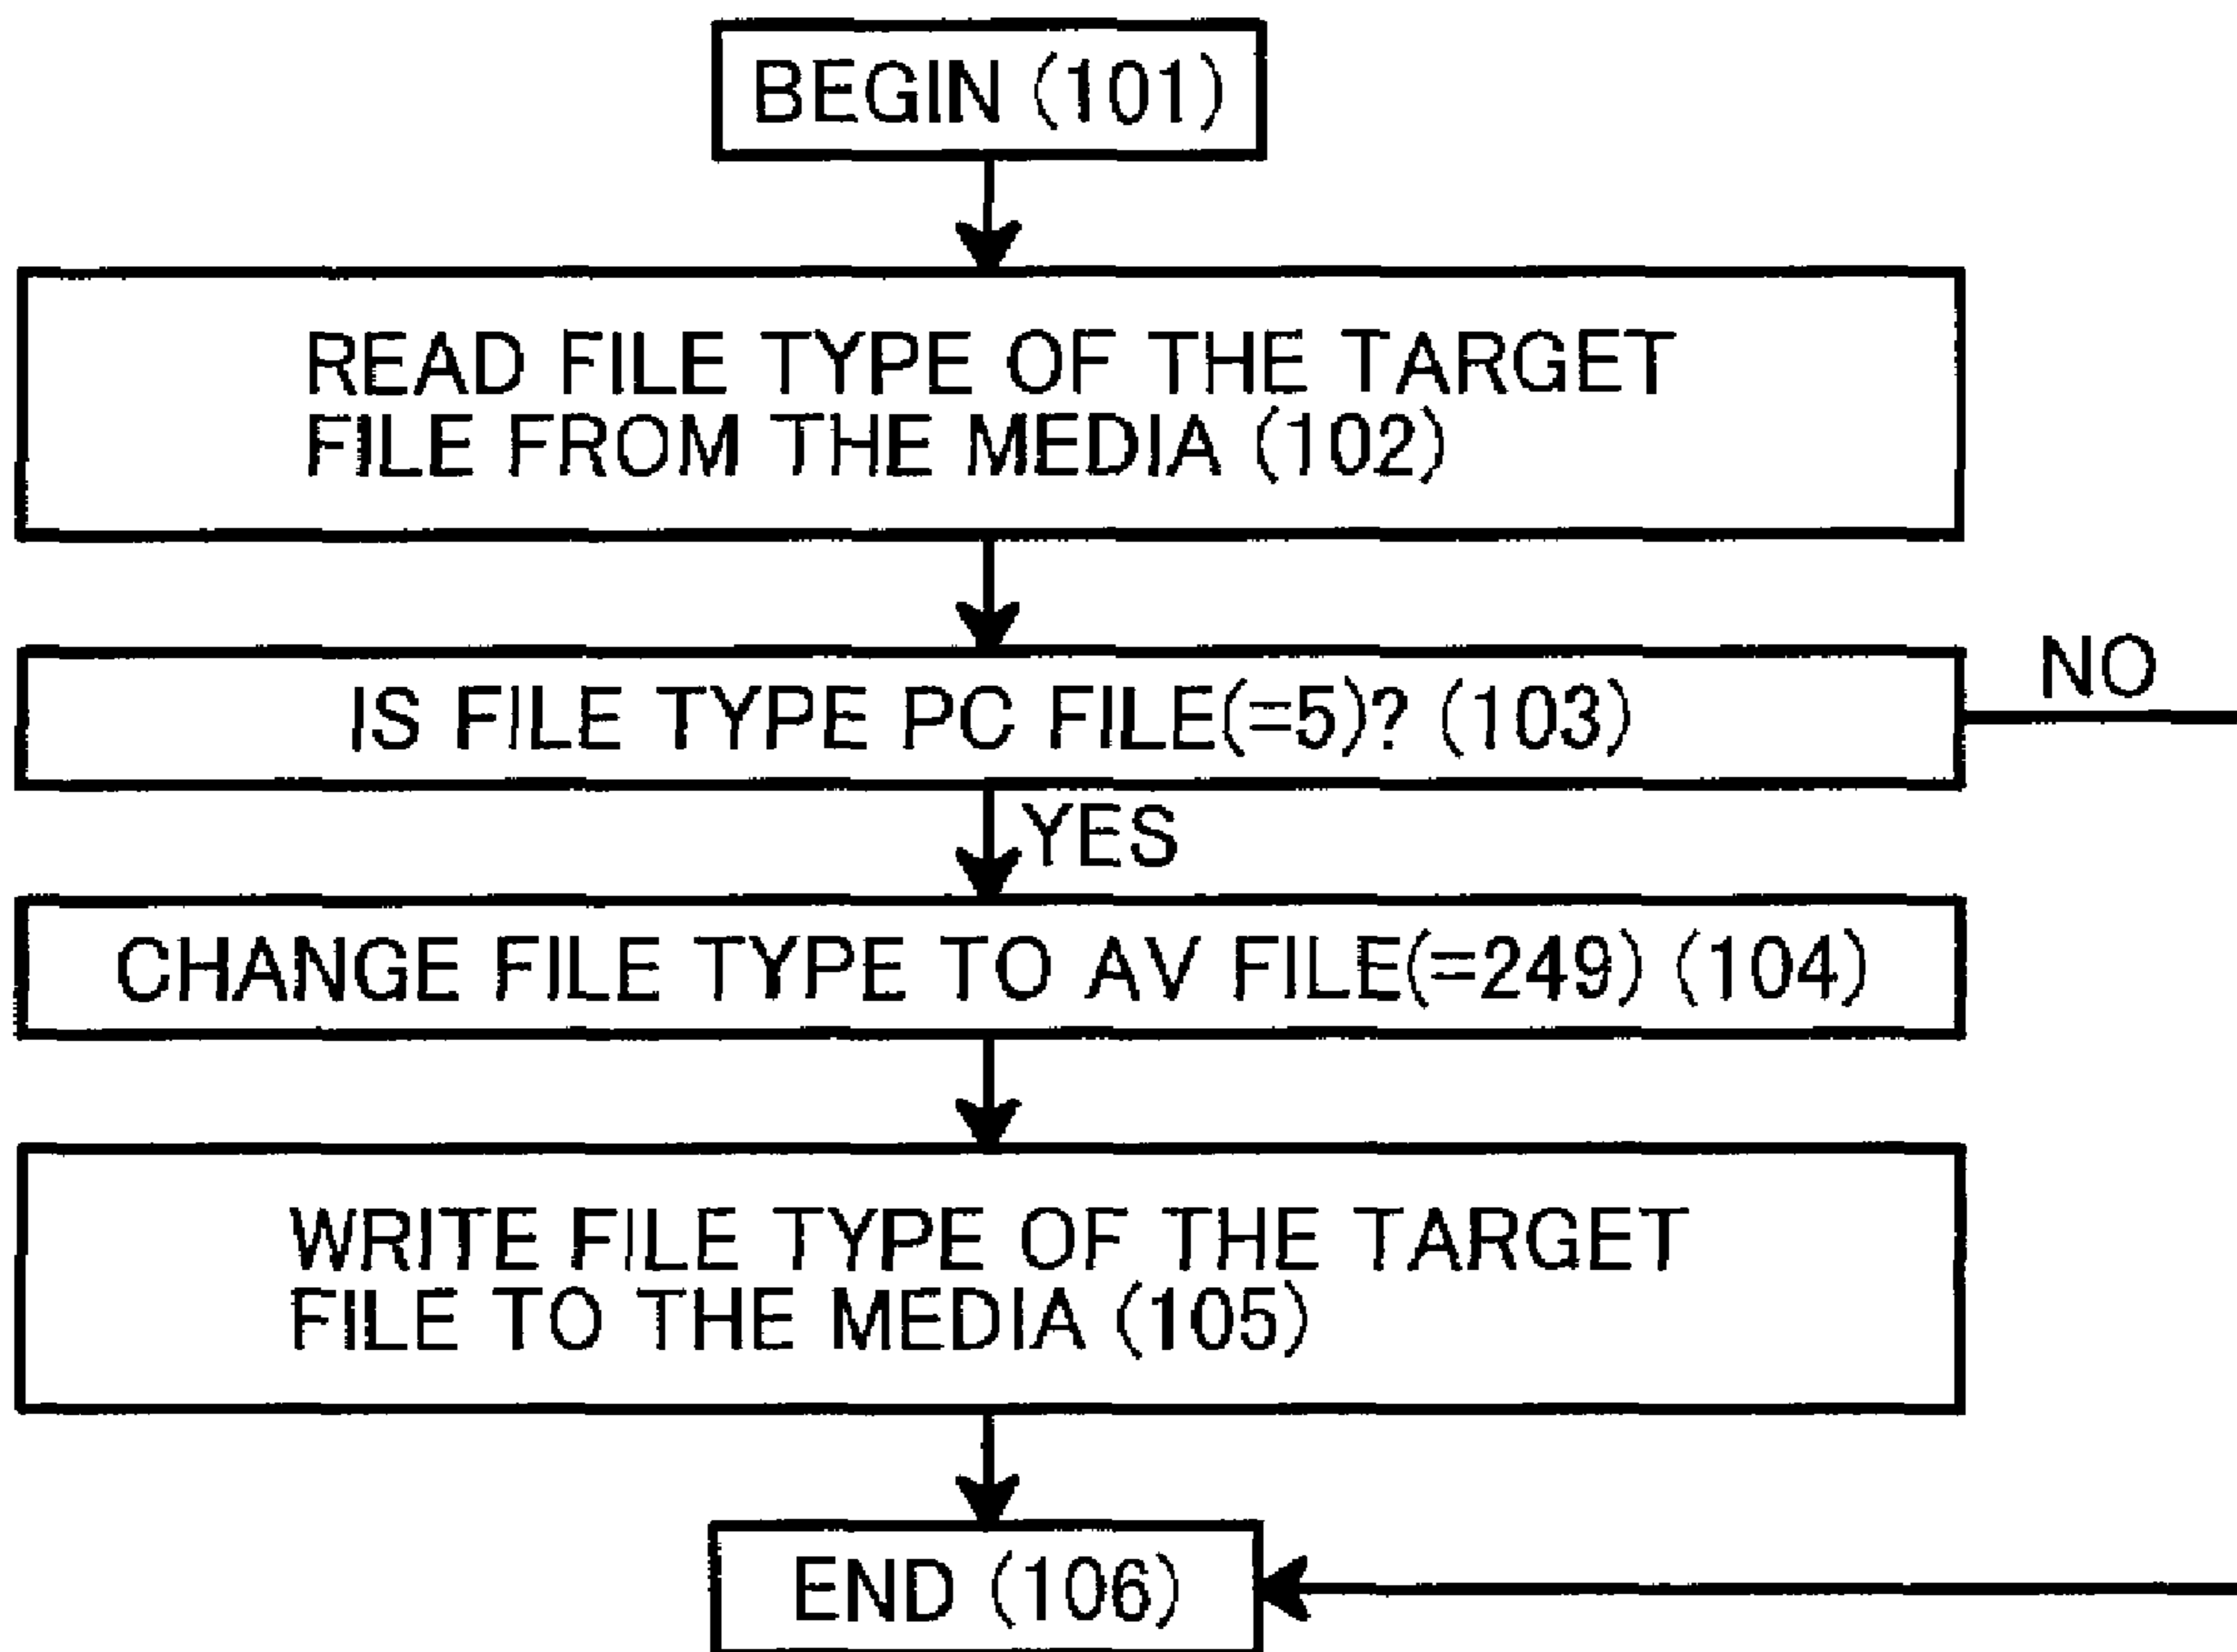 BEGIN (101)
READ FILE TYPE OF THE TARGET
FILE FROM THE MEDIA (102)
IS FILE TYPE PC FILE(=5)? (103)
NO
YES
CHANGE FILE TYPE TO AV FILE(=249) (104)
WRITE FILE TYPE OF THE TARGET
FILE TO THE MEDIA (105)
END (106)